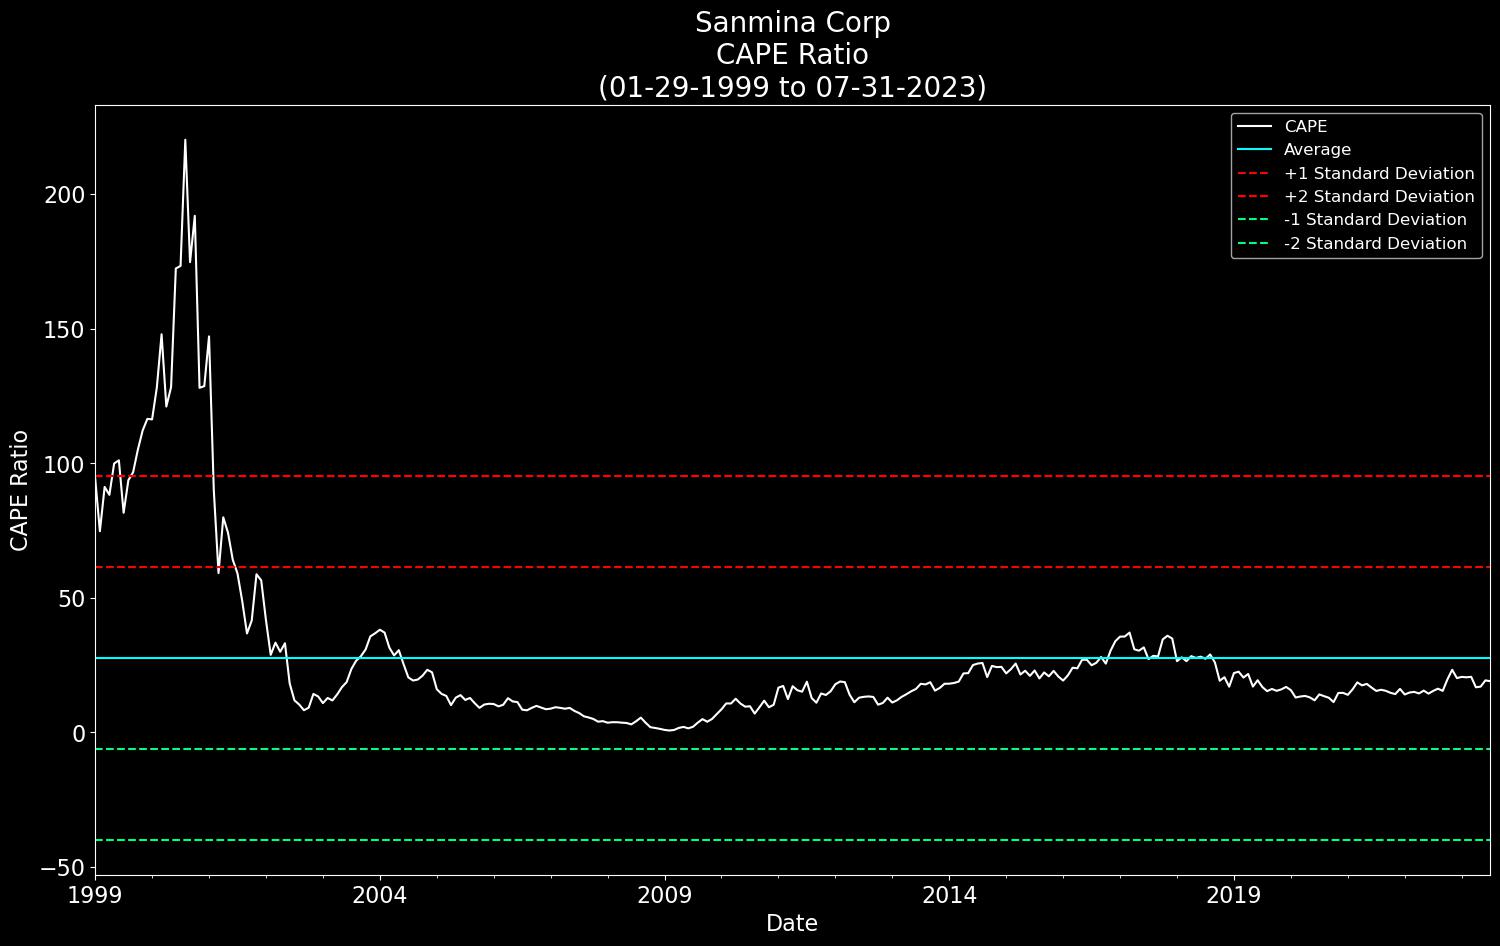 Sanmina Corp
CAPE Ratio
(01-29-1999 to 07-31-2023)
CAPE
Average
+1 Standard Deviation
+2 Standard Deviation
-1 Standard Deviation
-2 Standard Deviation
CAPE Ratio
200
150
100
50
0
−50
1999
2004
2009
2014
2019
Date